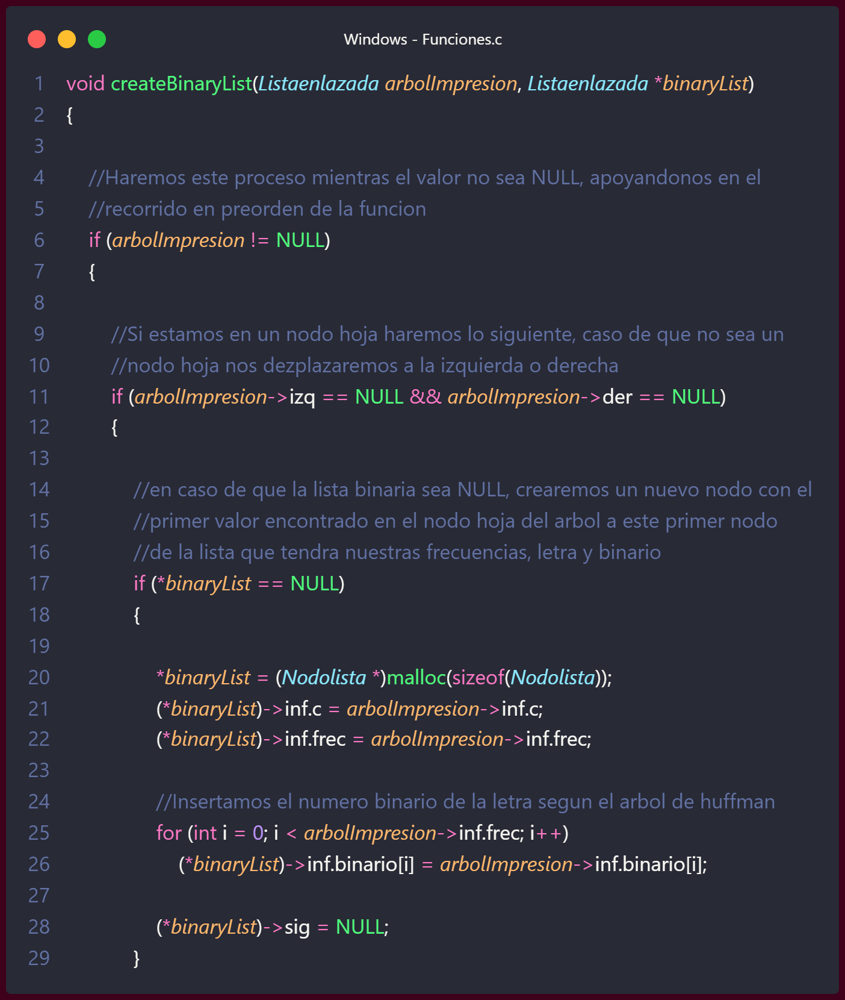 Windows - Funciones.c
1 void createBinaryList(Listaenlazada arbolImpresion, Listaenlazada *binaryList)
2 {
3
4 //Haremos este proceso mientras el valor no sea NULL, apoyandonos en el
5 //recorrido en preorden de la funcion
6 if (arbolImpresion != NULL)
7 {
8
9 //Si estamos en un nodo hoja haremos lo siguiente, caso de que no sea un
10 //nodo hoja nos dezplazaremos a la izquierda o derecha
11 if (arbolImpresion->izq == NULL && arbolImpresion->der == NULL)
12 {
13
14 //en caso de que la lista binaria sea NULL, crearemos un nuevo nodo con el
15 //primer valor encontrado en el nodo hoja del arbol a este primer nodo
16 //de la lista que tendra nuestras frecuencias, letra y binario
17 if (*binaryList == NULL)
18 {
19
20 *binaryList = (Nodolista *)malloc(sizeof(Nodolista));
21 (*binaryList)->inf.c = arbolImpresion->inf.c;
22 (*binaryList)->inf.frec = arbolImpresion->inf.frec;
23
24 //Insertamos el numero binario de la letra segun el arbol de huffman
25 for (int i = 0; i < arbolImpresion->inf.frec; i++)
26 (*binaryList)->inf.binario[i] = arbolImpresion->inf.binario[i];
27
28 (*binaryList)->sig = NULL;
29 }